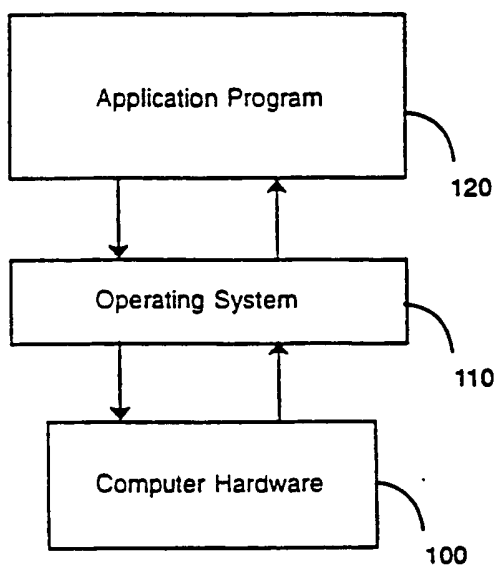 Application Program
120
Operating System
110
Computer Hardware
100